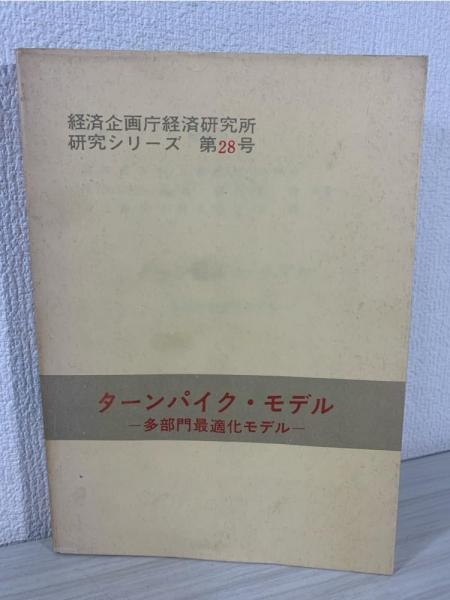 経済企画庁経済研究所
研究シリーズ 第28号
ターンパイク・モデル
―多部門最適化モデル―